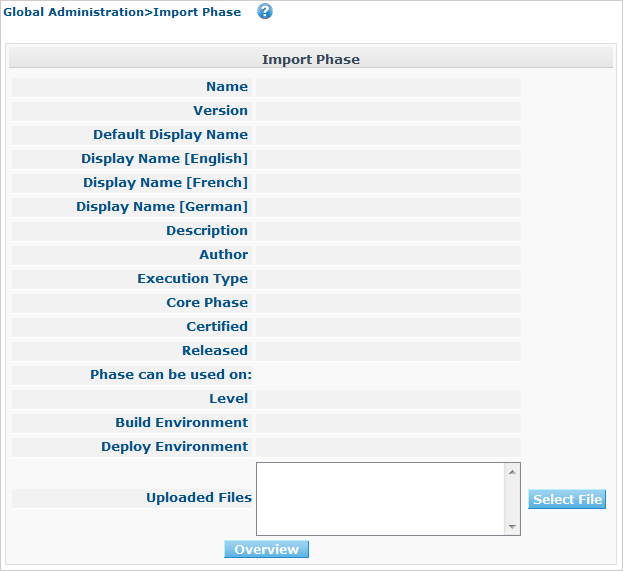 Global Administration>Import Phase ?
Import Phase
Name
Version
Default Display Name
Display Name [English]
Display Name [French]
Display Name [German]
Description
Author
Execution Type
Core Phase
Certified
Released
Phase can be used on:
Level
Build Environment
Deploy Environment
Uploaded Files Select File
Overview